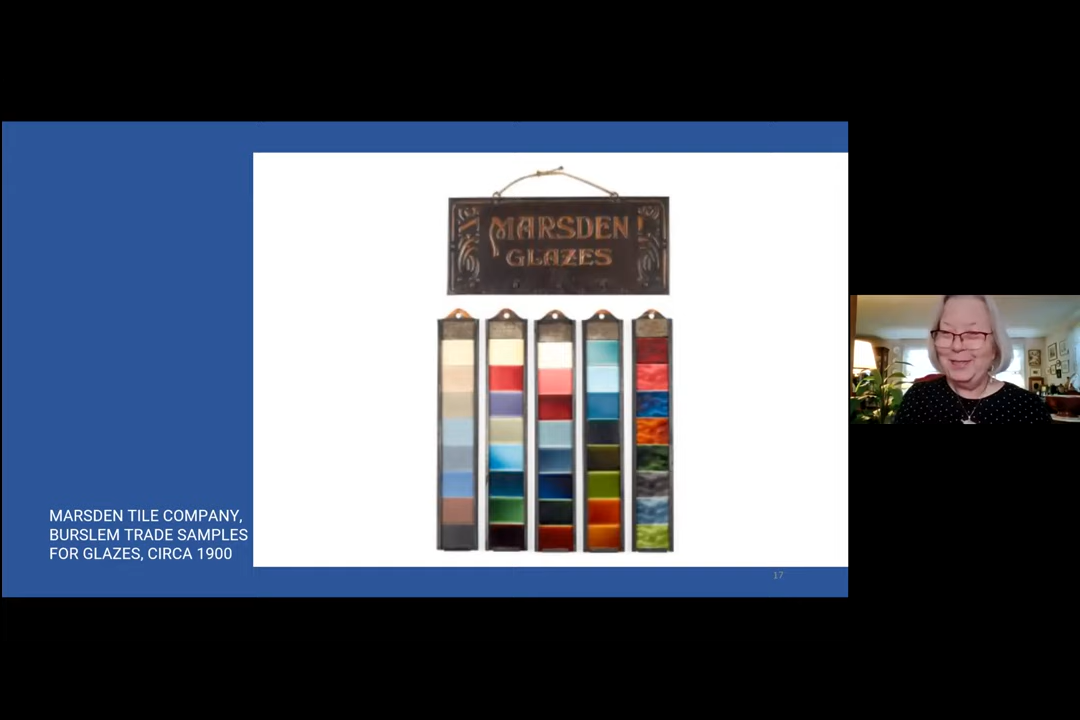 MARSDEN
GLAZES
MARSDEN TILE COMPANY,
BURSLEM TRADE SAMPLES
FOR GLAZES, CIRCA 1900
17